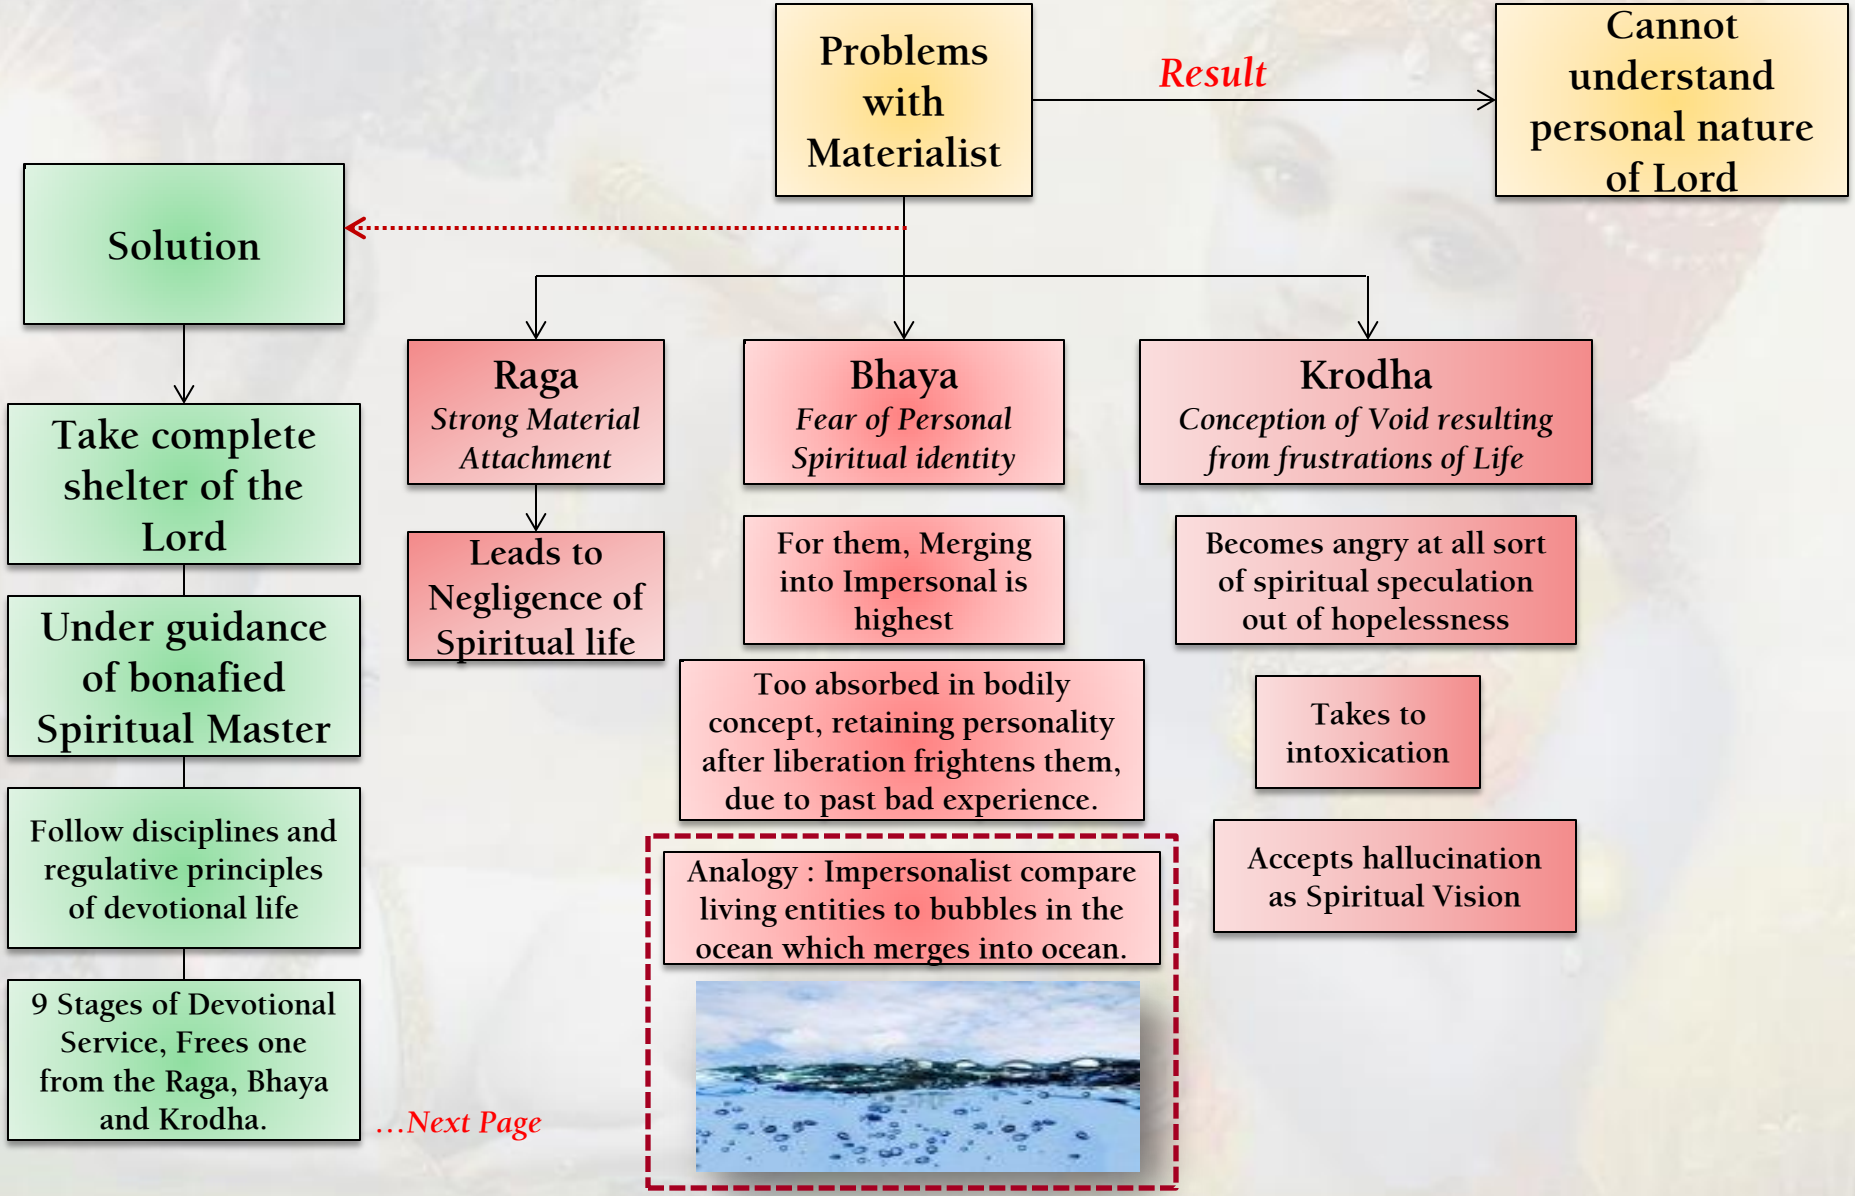 Problems
with
Materialist
Result
Cannot
understand
personal nature
of Lord
Solution
Take complete
shelter of the
Lord
Under guidance
of bonafied
Spiritual Master
Follow disciplines and
regulative principles
of devotional life
9 Stages of Devotional
Service, Frees one
from the Raga, Bhaya
and Krodha.
...Next Page
Raga
Strong Material
Attachment
Leads to
Negligence of
Spiritual life
Bhaya
Fear of Personal
Spiritual identity
For them, Merging
into Impersonal is
highest
Too absorbed in bodily
concept, retaining personality
after liberation frightens them,
due to past bad experience.
Analogy : Impersonalist compare
living entities to bubbles in the
ocean which merges into ocean.
Krodha
Conception of Void resulting
from frustrations of Life
Becomes angry at all sort
of spiritual speculation
out of hopelessness
Takes to
intoxication
Accepts hallucination
as Spiritual Vision